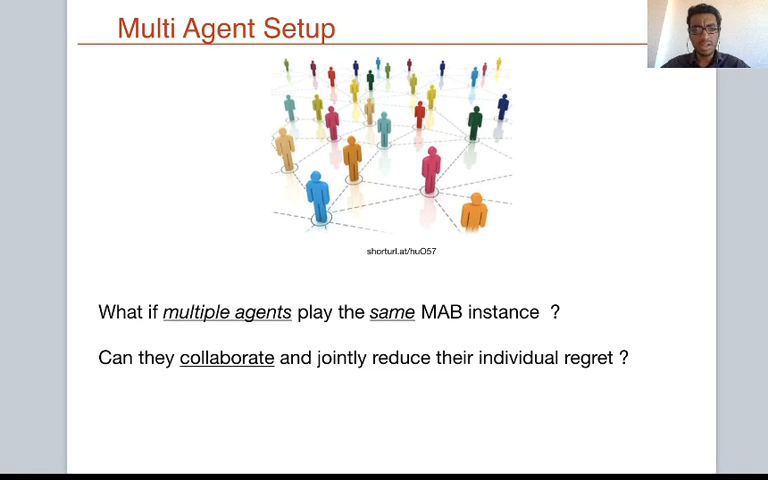 Multi Agent Setup
shorturl.at/huO57
What if multiple agents play the same MAB instance ?
Can they collaborate and jointly reduce their individual regret ?